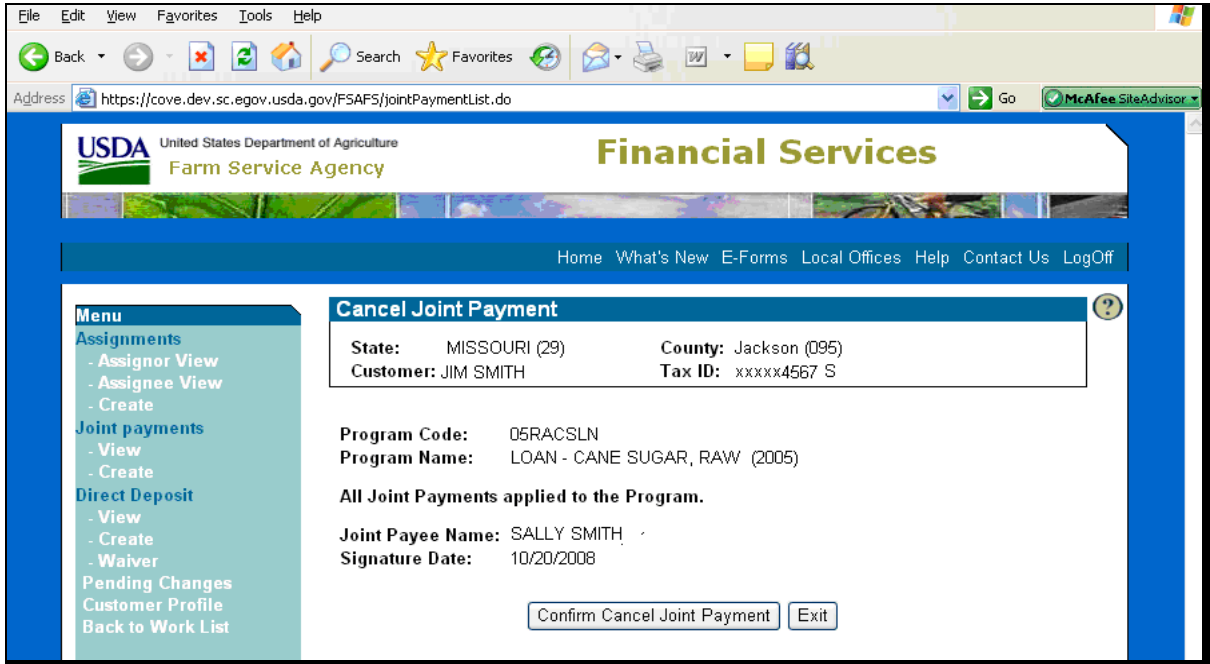 File Edit View Favorites Tools Help
Back Search Favorites
Address https://cove.dev.sc.egov.usda.gov/FSAFS/jointPaymentList.do Go McAfee SiteAdvisor
USDA United States Department of Agriculture
Farm Service Agency
Financial Services
Home What's New E-Forms Local Offices Help Contact Us LogOff
Menu
Assignments
- Assignor View
- Assignee View
- Create
Joint payments
- View
- Create
Direct Deposit
- View
- Create
- Waiver
Pending Changes
Customer Profile
Back to Work List
Cancel Joint Payment
?
State: MISSOURI (29) County: Jackson (095)
Customer: JIM SMITH Tax ID: xxxxx4567 S
Program Code: 05RACSLN
Program Name: LOAN - CANE SUGAR, RAW (2005)
All Joint Payments applied to the Program.
Joint Payee Name: SALLY SMITH
Signature Date: 10/20/2008
Confirm Cancel Joint Payment Exit